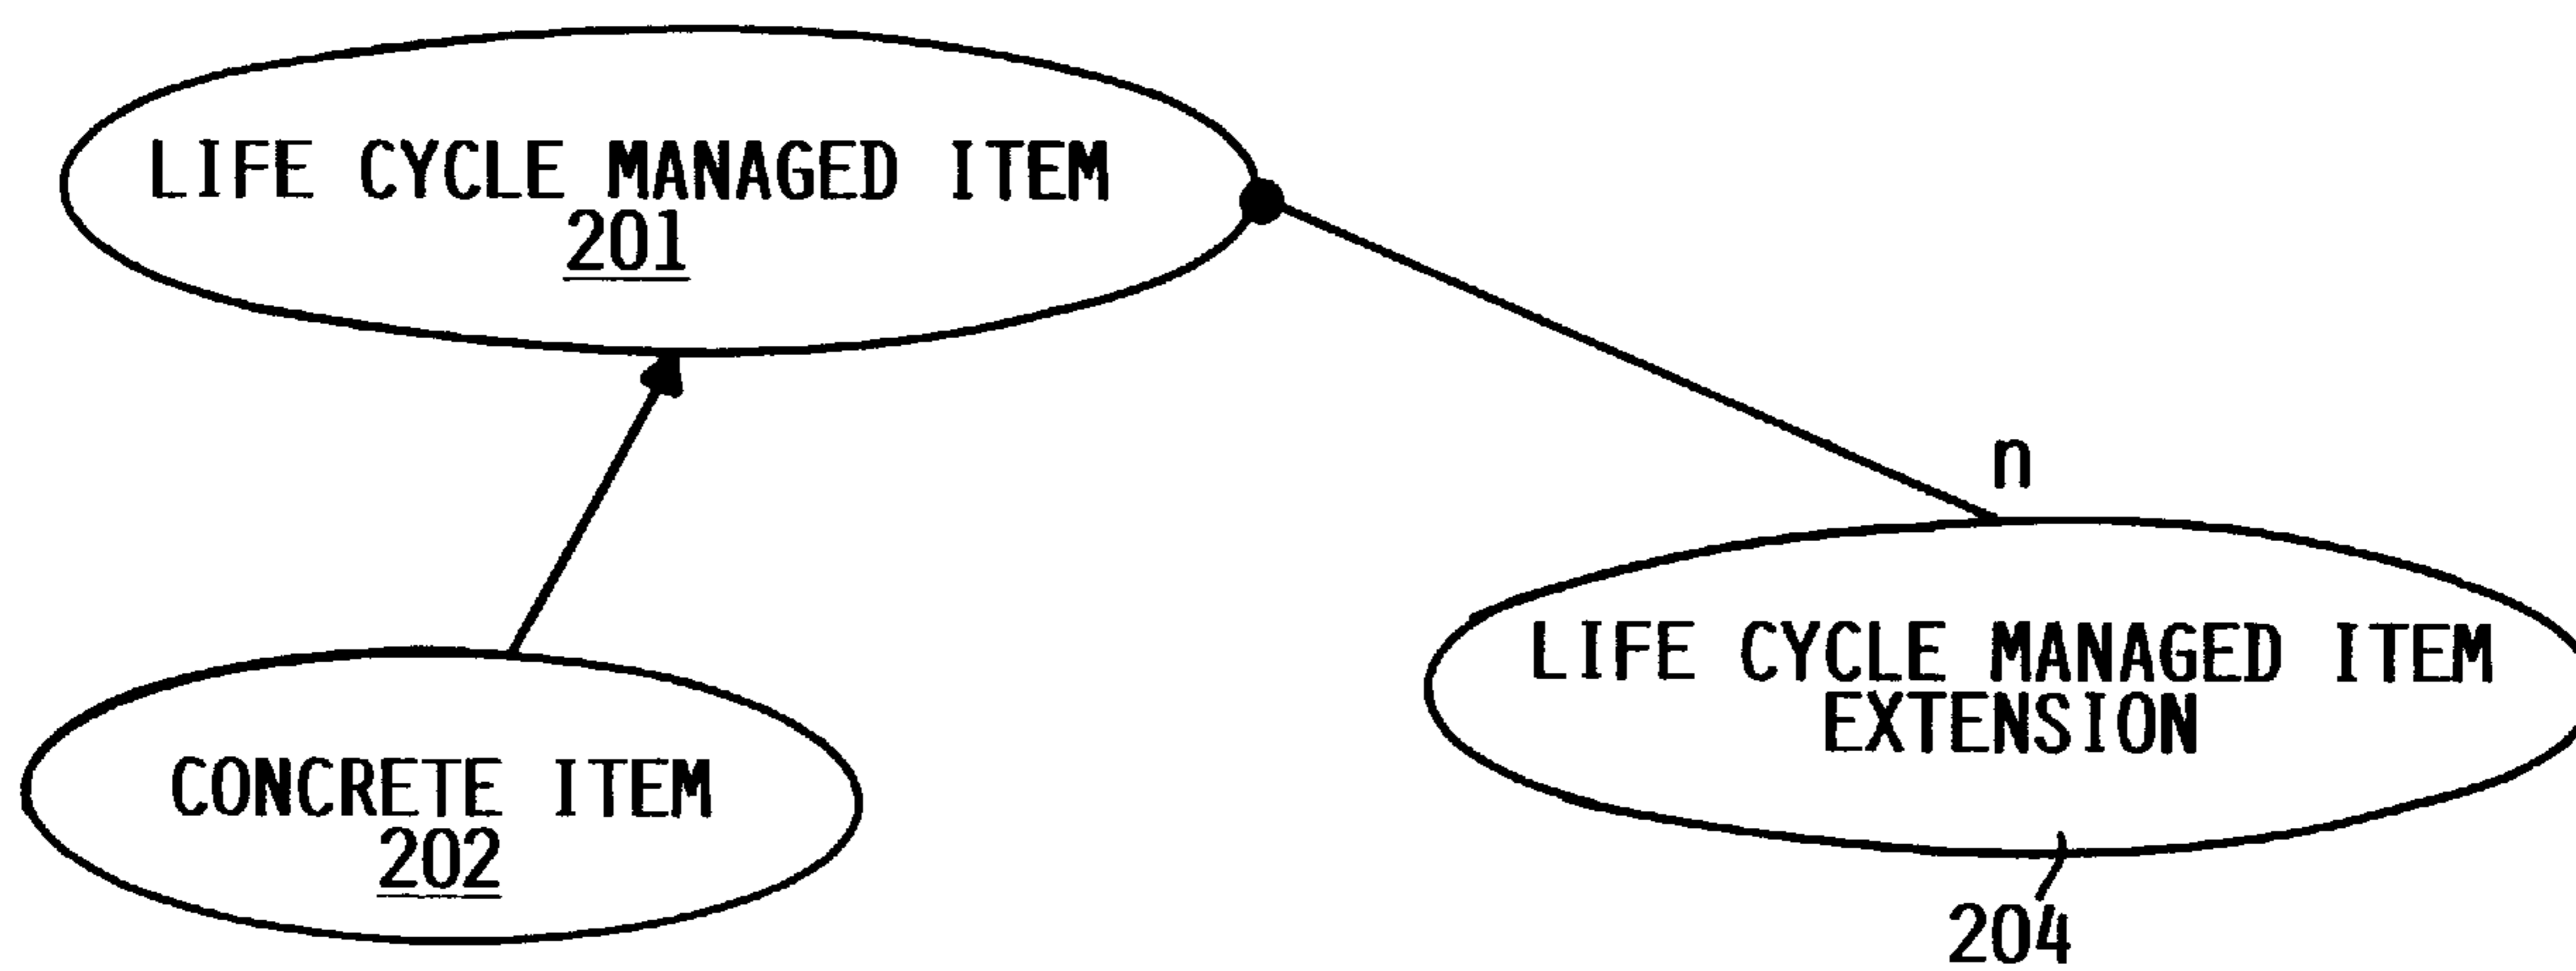 LIFE CYCLE MANAGED ITEM
201
n
LIFE CYCLE MANAGED ITEM
EXTENSION
204
CONCRETE ITEM
202